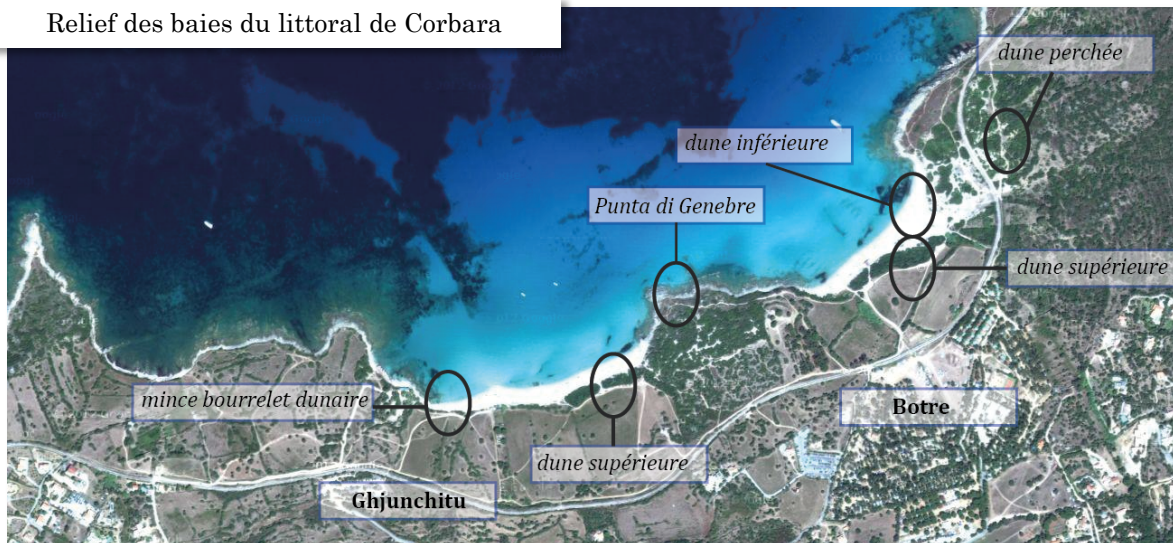 Relief des baies du littoral de Corbara
dune perchée
dune inférieure
Punta di Genebre
dune supérieure
mince bourrelet dunaire
Botre
dune supérieure
Ghjunchitu